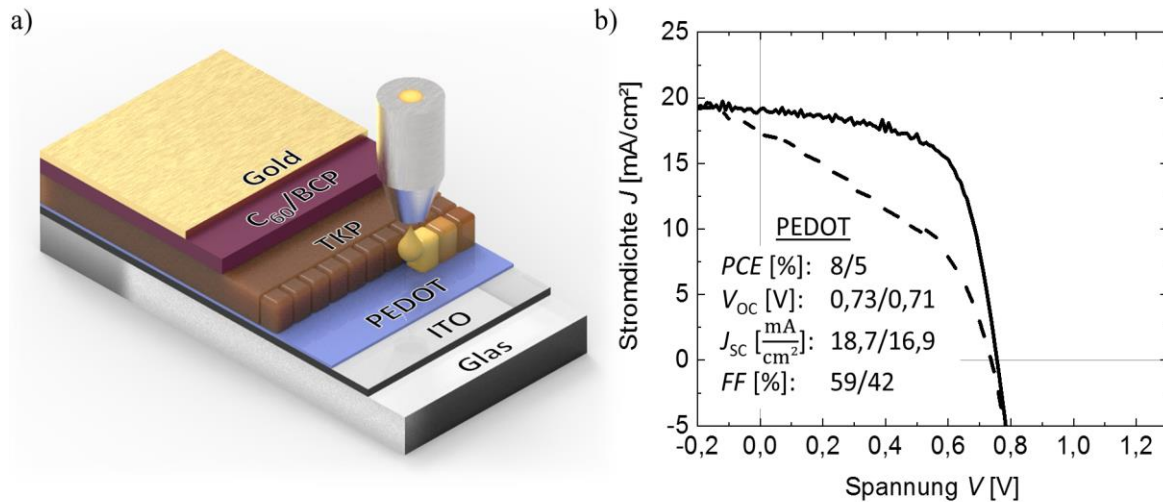 a)
Gold
C₆₀/BCP
TKP
PEDOT
ITO
Glas
b)
Stromdichte J [mA/cm²]
25
20
15
10
5
0
-5
PEDOT
PCE [%]: 8/5
V_OC [V]: 0,73/0,71
J_SC [mA/cm²]: 18,7/16,9
FF [%]: 59/42
-0,2 0,0 0,2 0,4 0,6 0,8 1,0 1,2
Spannung V [V]